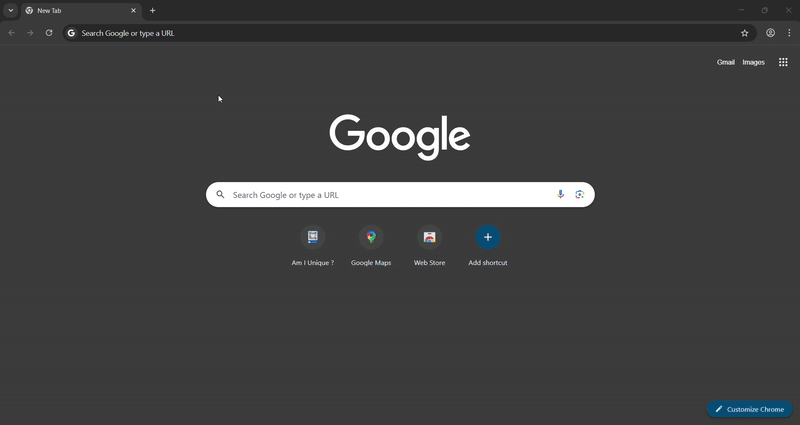 New Tab
Search Google or type a URL
Gmail Images
Google
Search Google or type a URL
Am I Unique ? Google Maps Web Store Add shortcut
Customize Chrome